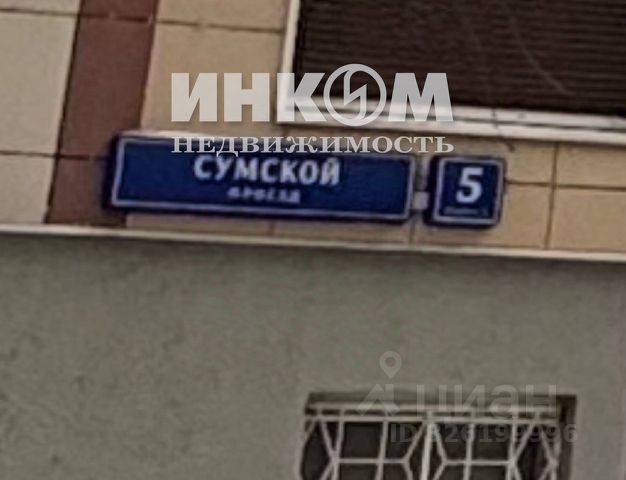 ИНКОМ
НЕДВИЖИМОСТЬ
СУМСКОЙ
ПРОЕЗД
5
циан